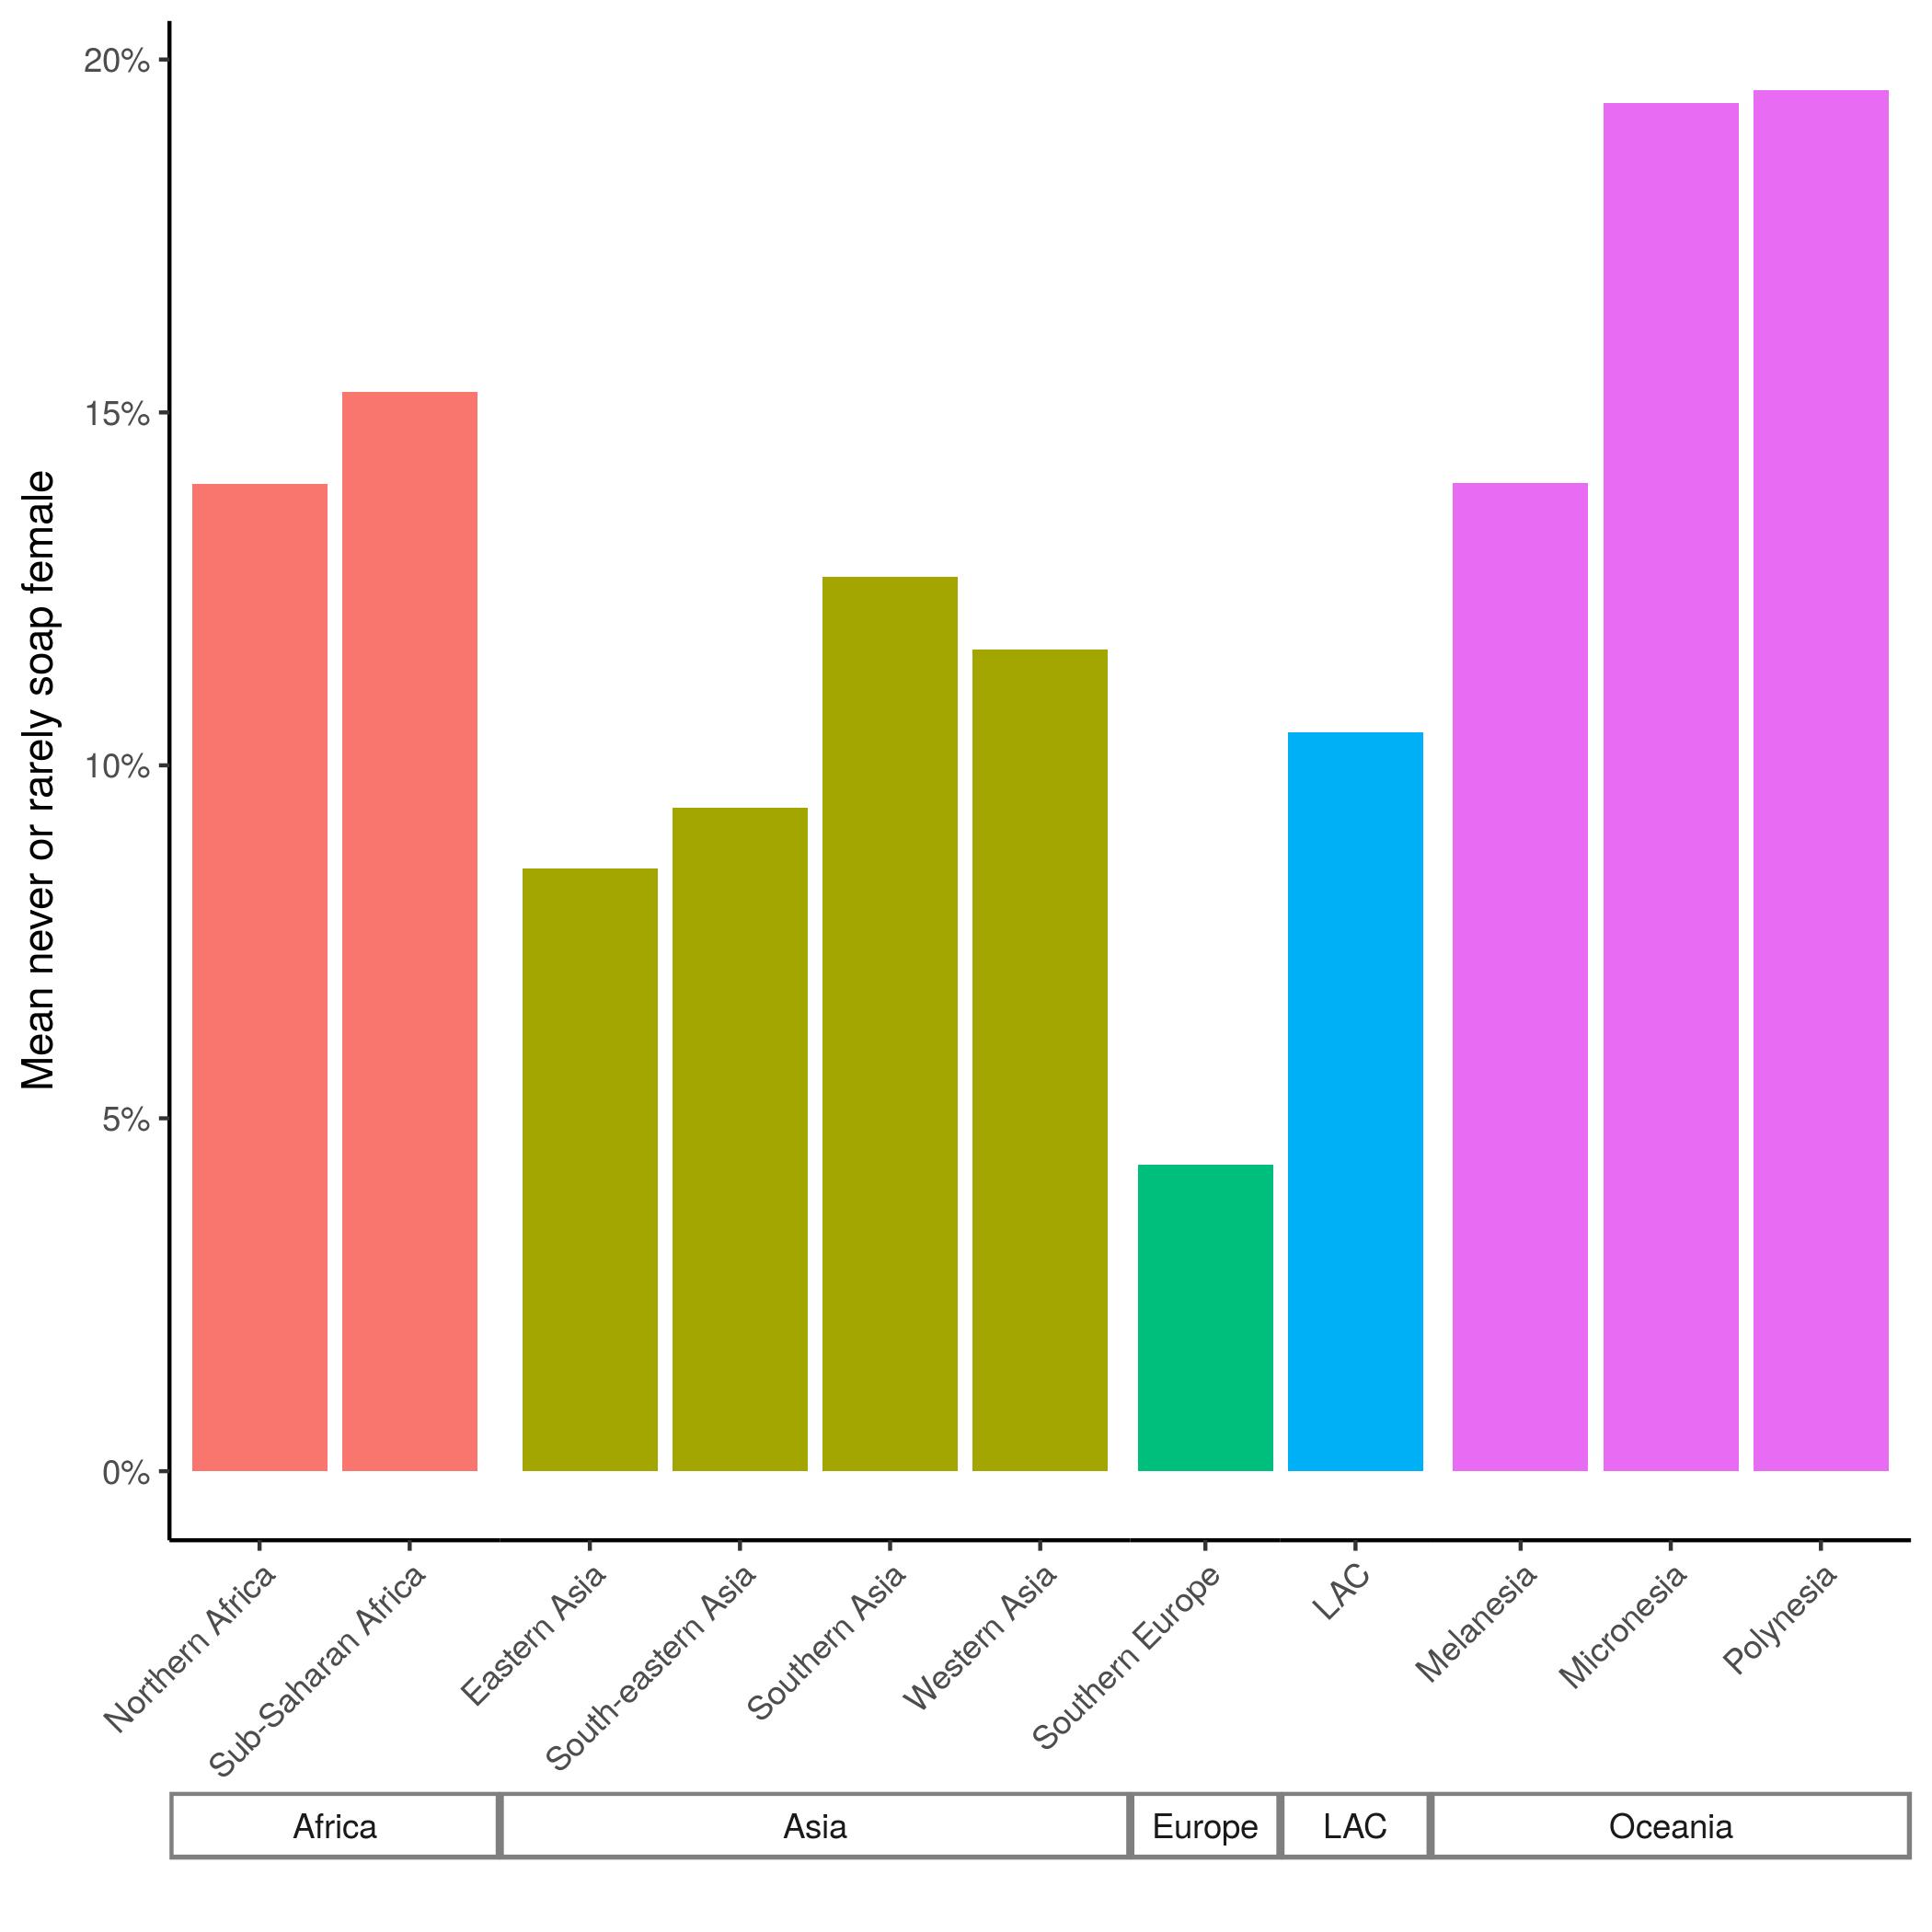 Mean never or rarely soap female
20%
15%
10%
5%
0%
Northern Africa
Sub-Saharan Africa
Eastern Asia
South-eastern Asia
Southern Asia
Western Asia
Southern Europe
LAC
Melanesia
Micronesia
Polynesia
Africa
Asia
Europe
LAC
Oceania